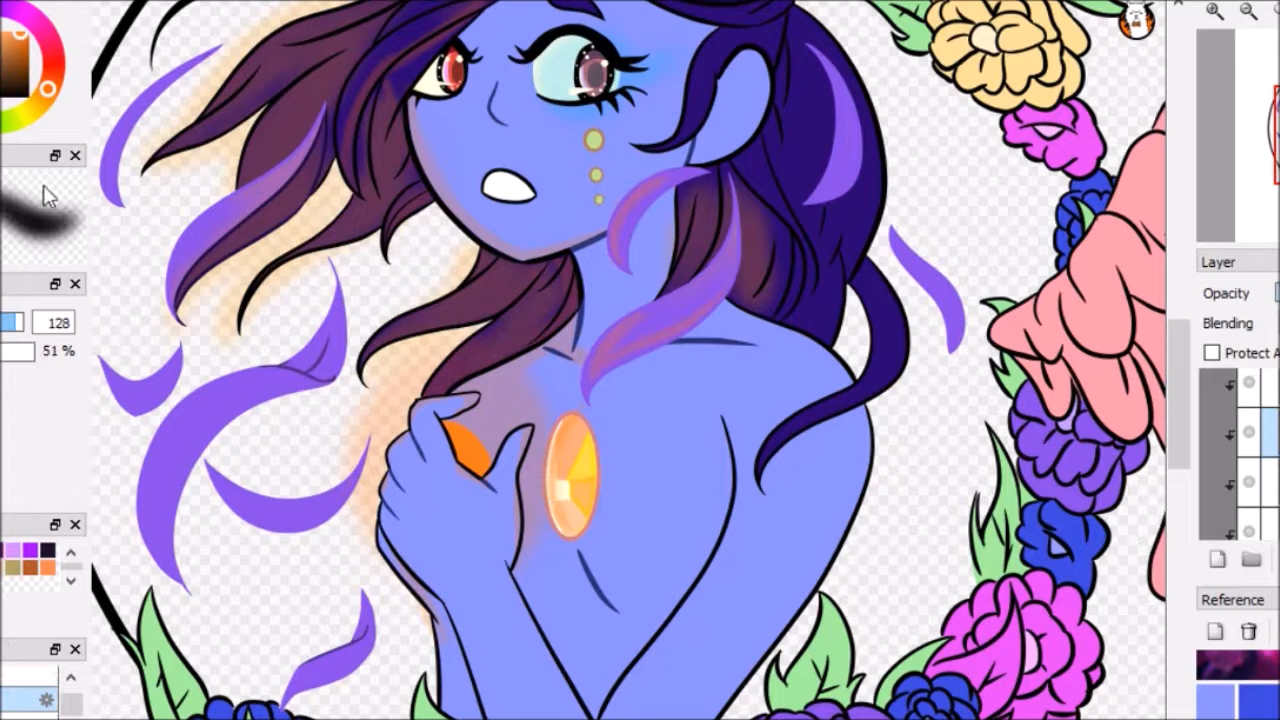 128
51 %
Layer
Opacity
Blending
Protect A
Reference